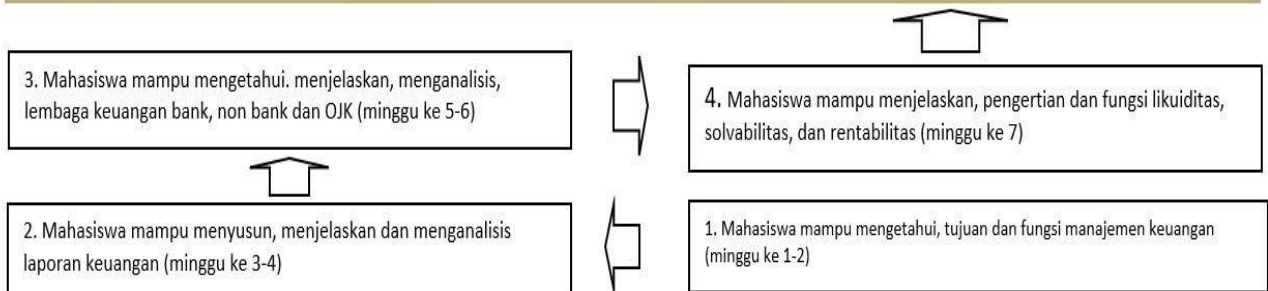 3. Mahasiswa mampu mengetahui. menjelaskan, menganalisis,
lembaga keuangan bank, non bank dan OJK (minggu ke 5-6)
4. Mahasiswa mampu menjelaskan, pengertian dan fungsi likuiditas,
solvabilitas, dan rentabilitas (minggu ke 7)
2. Mahasiswa mampu menyusun, menjelaskan dan menganalisis
laporan keuangan (minggu ke 3-4)
1. Mahasiswa mampu mengetahui, tujuan dan fungsi manajemen keuangan
(minggu ke 1-2)